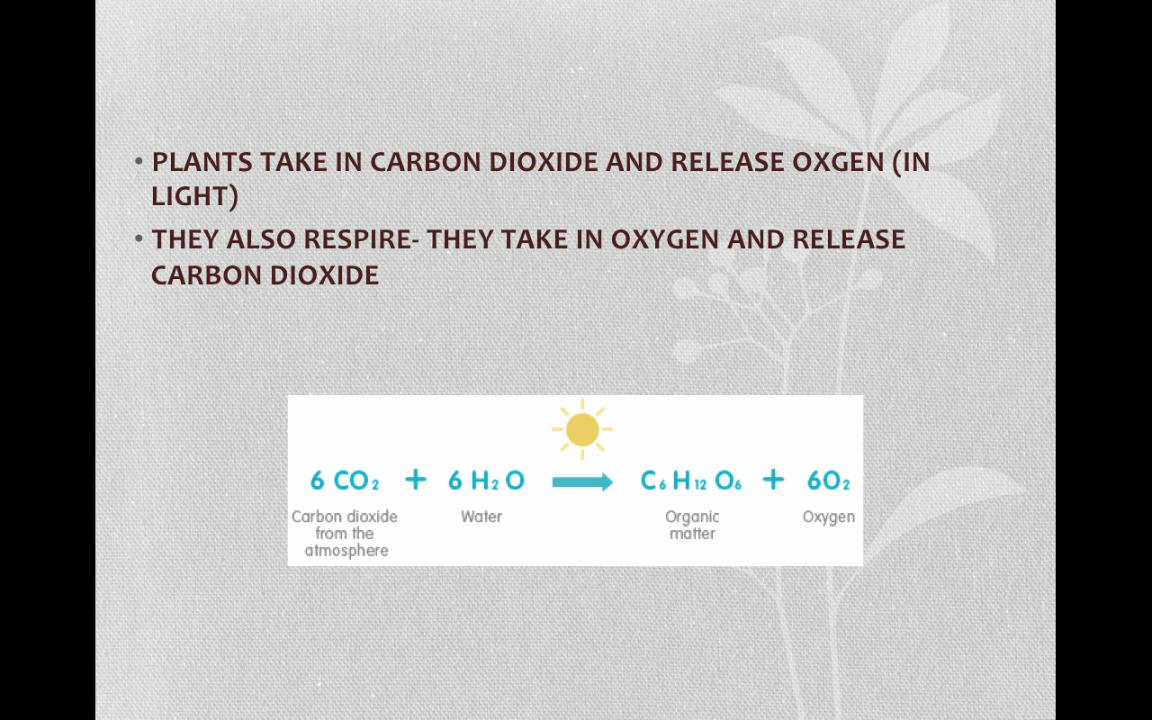 • PLANTS TAKE IN CARBON DIOXIDE AND RELEASE OXGEN (IN
LIGHT)
• THEY ALSO RESPIRE- THEY TAKE IN OXYGEN AND RELEASE
CARBON DIOXIDE
6 CO₂ + 6 H₂ O → C₆ H₁₂ O₆ + 6O₂
Carbon dioxide from the atmosphere
Water
Organic matter
Oxygen